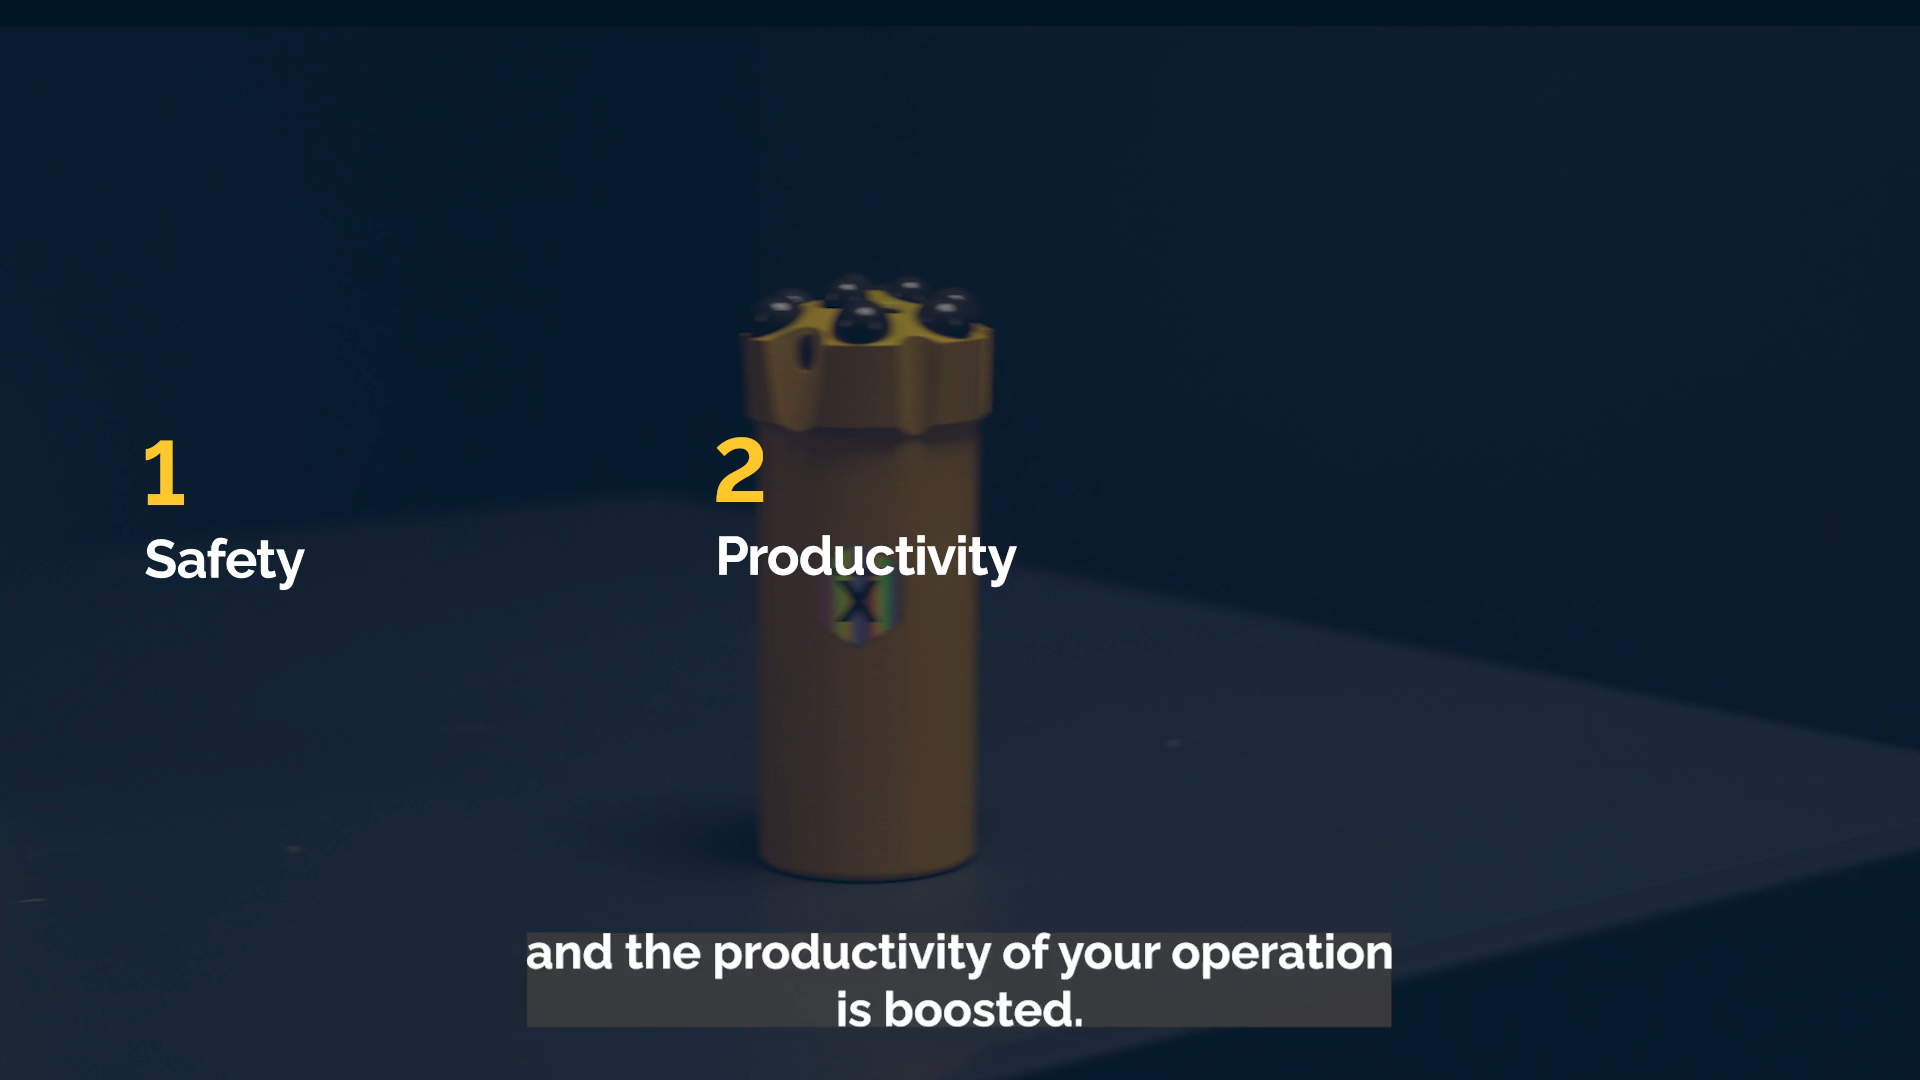 1
Safety
2
Productivity
X
and the productivity of your operation
is boosted.